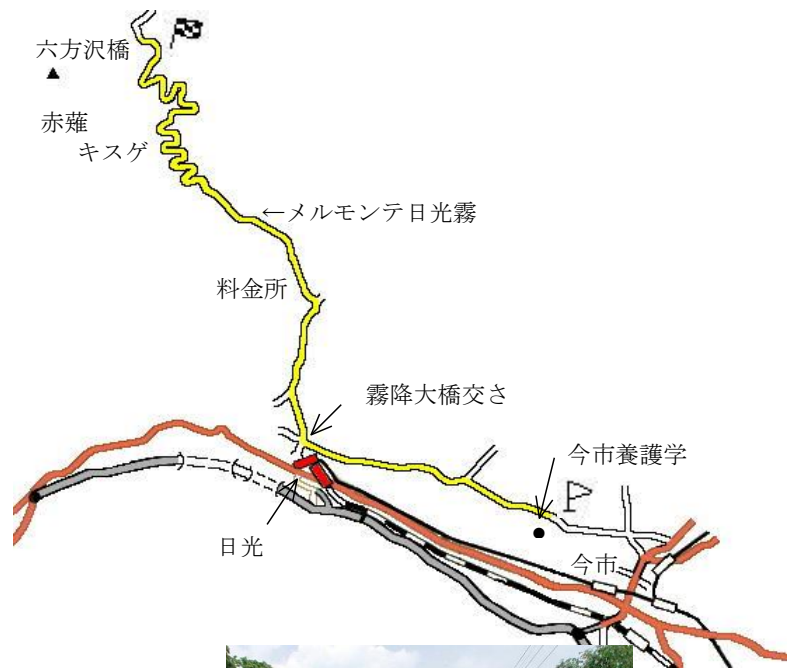 六方沢橋
赤薙
キスゲ
←メルモンテ日光霧
料金所
霧降大橋交さ
今市養護学
日光
今市